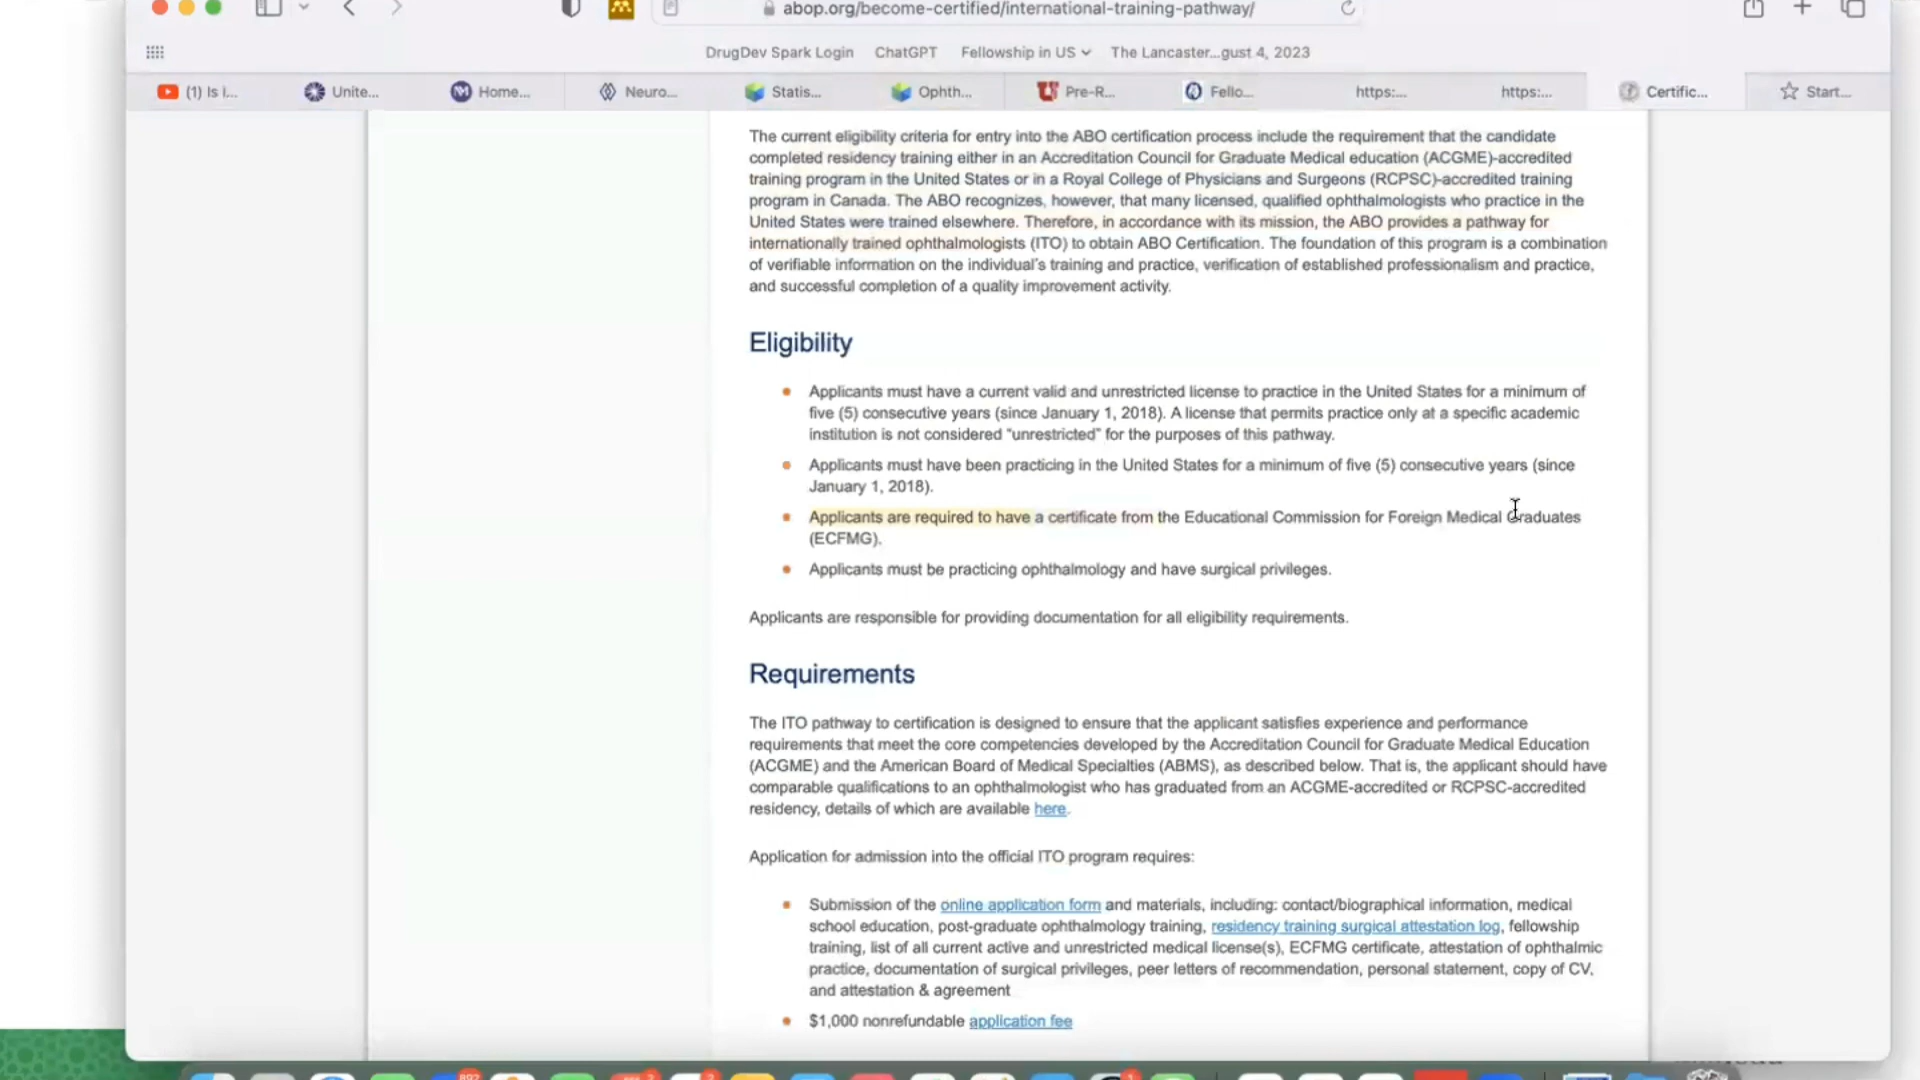 abop.org/become-certified/international-training-pathway/
DrugDev Spark Login ChatGPT Fellowship in US The Lancaster...gust 4, 2023
(1) Is I... Unite... Home... Neuro... Statis... Ophth... Pre-R... Fello... https:... https:... Certific... Start...
The current eligibility criteria for entry into the ABO certification process include the requirement that the candidate
completed residency training either in an Accreditation Council for Graduate Medical education (ACGME)-accredited
training program in the United States or in a Royal College of Physicians and Surgeons (RCPSC)-accredited training
program in Canada. The ABO recognizes, however, that many licensed, qualified ophthalmologists who practice in the
United States were trained elsewhere. Therefore, in accordance with its mission, the ABO provides a pathway for
internationally trained ophthalmologists (ITO) to obtain ABO Certification. The foundation of this program is a combination
of verifiable information on the individual's training and practice, verification of established professionalism and practice,
and successful completion of a quality improvement activity.
Eligibility
Applicants must have a current valid and unrestricted license to practice in the United States for a minimum of
five (5) consecutive years (since January 1, 2018). A license that permits practice only at a specific academic
institution is not considered "unrestricted" for the purposes of this pathway.
Applicants must have been practicing in the United States for a minimum of five (5) consecutive years (since
January 1, 2018).
Applicants are required to have a certificate from the Educational Commission for Foreign Medical Graduates
(ECFMG).
Applicants must be practicing ophthalmology and have surgical privileges.
Applicants are responsible for providing documentation for all eligibility requirements.
Requirements
The ITO pathway to certification is designed to ensure that the applicant satisfies experience and performance
requirements that meet the core competencies developed by the Accreditation Council for Graduate Medical Education
(ACGME) and the American Board of Medical Specialties (ABMS), as described below. That is, the applicant should have
comparable qualifications to an ophthalmologist who has graduated from an ACGME-accredited or RCPSC-accredited
residency, details of which are available here.
Application for admission into the official ITO program requires:
Submission of the online application form and materials, including: contact/biographical information, medical
school education, post-graduate ophthalmology training, residency training surgical attestation log, fellowship
training, list of all current active and unrestricted medical license(s), ECFMG certificate, attestation of ophthalmic
practice, documentation of surgical privileges, peer letters of recommendation, personal statement, copy of CV,
and attestation & agreement
$1,000 nonrefundable application fee